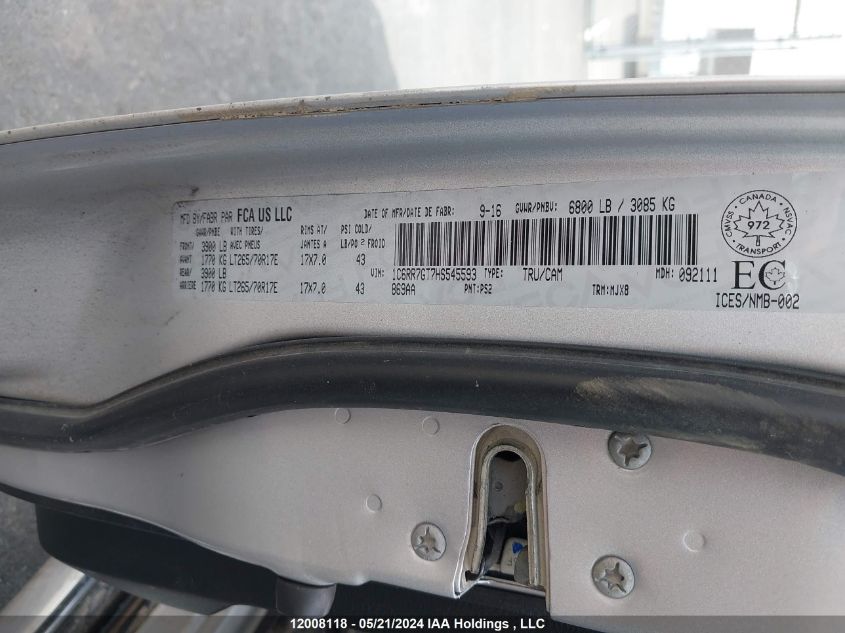 MFD BY/FABR PAR FCA US LLC DATE OF MFR/DATE DE FABR: 9-16 GVWR/PNBV: 6800 LB / 3085 KG
GAWR/PNBE WITH TIRES/ RIMS AT/ PSI COLD/
FRONT/ 3900 LB AVEC PNEUS JANTES A LB/PO² FROID
AVANT 1770 KG LT265/70R17E 17X7.0 43
REAR/ 3900 LB
ARRIERE 1770 KG LT265/70R17E 17X7.0 43
VIN: 1C6RR7GT7HS545593 TYPE: TRU/CAM MDH: 092111
B69AA PNT:PS2 TRM:MJX8
CANADA
CMVSS 972 NSVAC
TRANSPORT
EC
ICES/NMB-002
12008118 - 05/21/2024 IAA Holdings , LLC